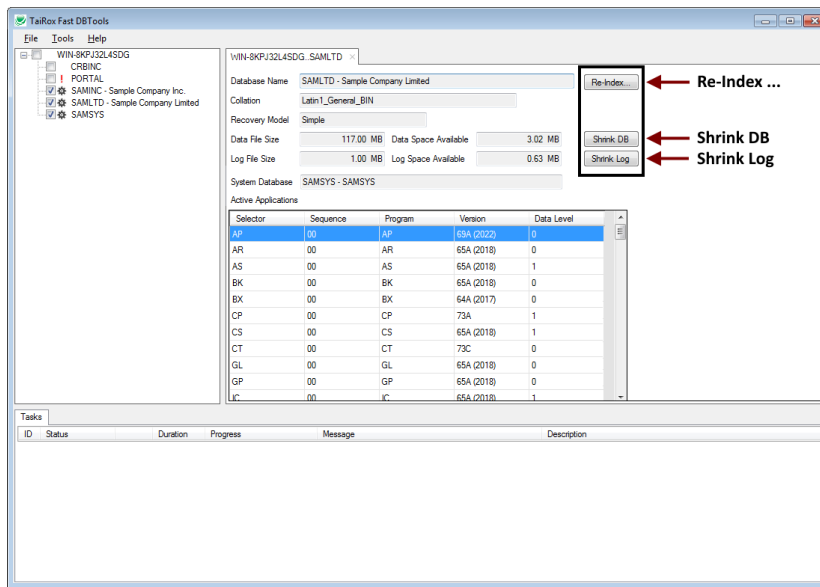 TaiRox Fast DBTools
File Tools Help
WIN-8KPJ32L4SDG
CRBINC
! PORTAL
SAMINC - Sample Company Inc.
SAMLTD - Sample Company Limited
SAMSYS
WIN-8KPJ32L4SDG..SAMLTD
Database Name SAMLTD - Sample Company Limited Re-Index... Re-Index ...
Collation Latin1_General_BIN
Recovery Model Simple
Data File Size 117.00 MB Data Space Available 3.02 MB Shrink DB Shrink DB
Log File Size 1.00 MB Log Space Available 0.63 MB Shrink Log Shrink Log
System Database SAMSYS - SAMSYS
Active Applications
Selector Sequence Program Version Data Level
AP 00 AP 69A (2022) 0
AR 00 AR 65A (2018) 0
AS 00 AS 65A (2018) 1
BK 00 BK 65A (2018) 0
BX 00 BX 64A (2017) 0
CP 00 CP 73A 1
CS 00 CS 65A (2018) 1
CT 00 CT 73C 0
GL 00 GL 65A (2018) 0
GP 00 GP 65A (2018) 0
IC 00 IC 65A (2018) 1
Tasks
ID Status Duration Progress Message Description